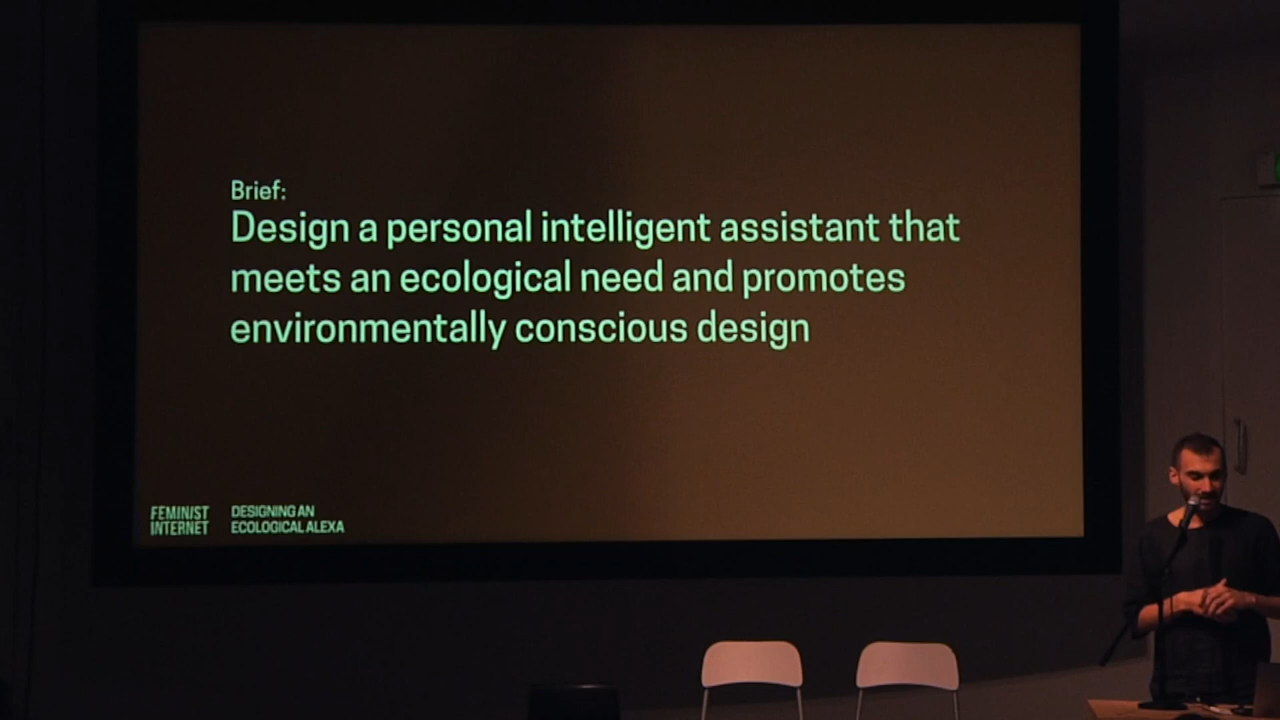 Brief:
Design a personal intelligent assistant that
meets an ecological need and promotes
environmentally conscious design
FEMINIST
INTERNET
DESIGNING AN
ECOLOGICAL ALEXA